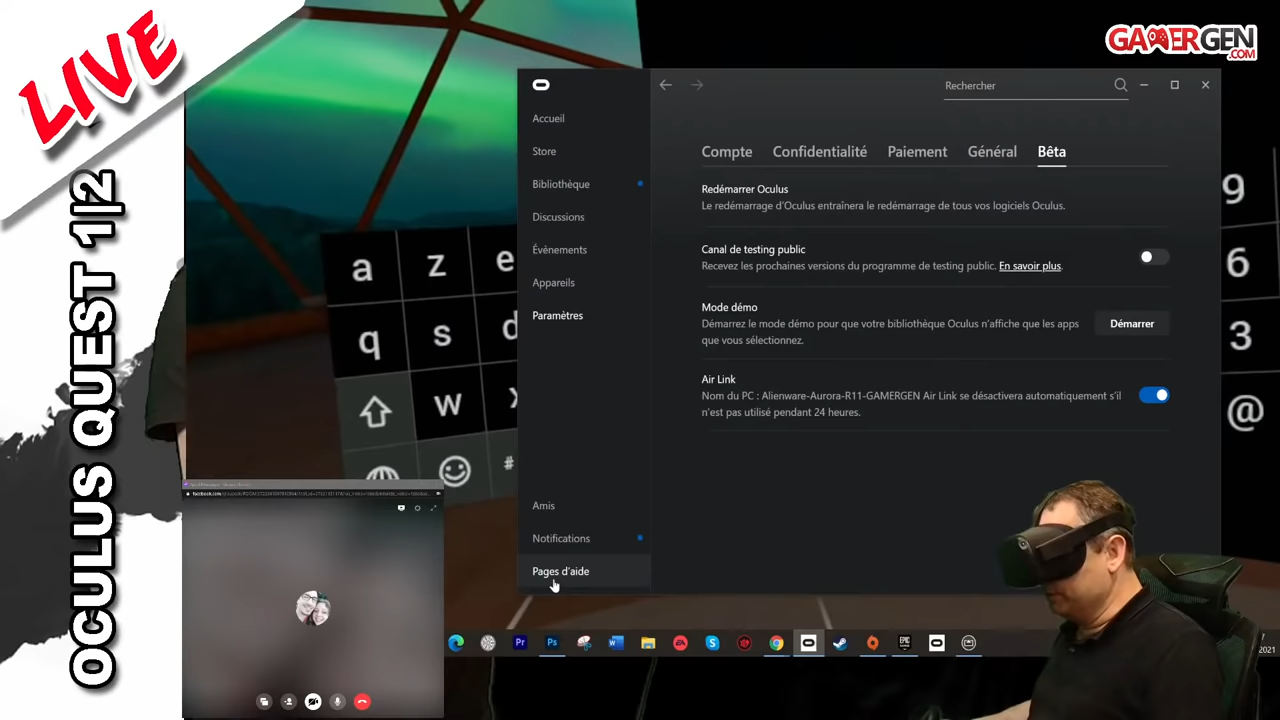 LIVE
OCULUS QUEST 1|2
GAMERGEN
.COM
Rechercher
Accueil
Store
Bibliothèque
Discussions
Évènements
Appareils
Paramètres
Amis
Notifications
Pages d'aide
Compte Confidentialité Paiement Général Bêta
Redémarrer Oculus
Le redémarrage d'Oculus entraînera le redémarrage de tous vos logiciels Oculus.
Canal de testing public
Recevez les prochaines versions du programme de testing public. En savoir plus.
Mode démo
Démarrez le mode démo pour que votre bibliothèque Oculus n'affiche que les apps
que vous sélectionnez.
Démarrer
Air Link
Nom du PC : Alienware-Aurora-R11-GAMERGEN Air Link se désactivera automatiquement s'il
n'est pas utilisé pendant 24 heures.
a z e
q s d
w x
#
9
6
3
@
Pr Ps W EA S EPIC
2021